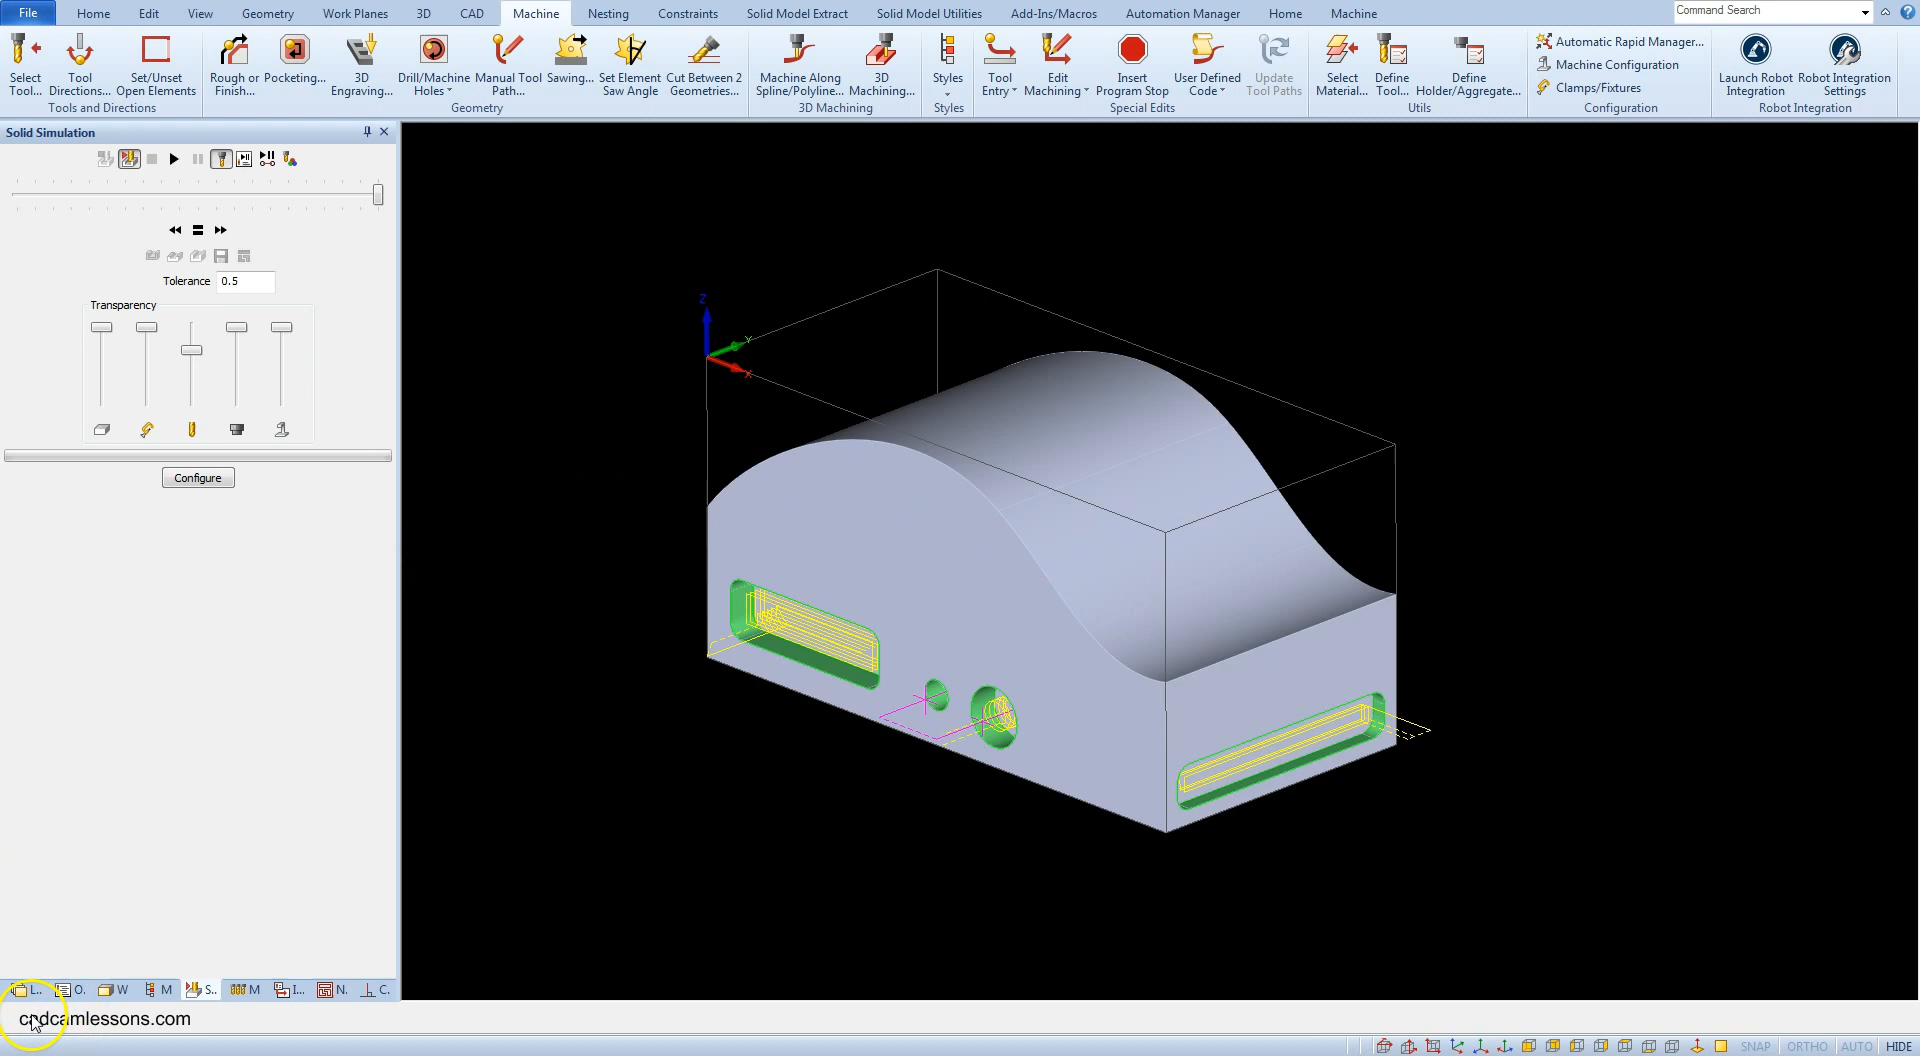 File Home Edit View Geometry Work Planes 3D CAD Machine Nesting Constraints Solid Model Extract Solid Model Utilities Add-Ins/Macros Automation Manager Home Machine Command Search
Select Tool...
Tool Directions...
Set/Unset Open Elements
Rough or Finish...
Pocketing...
3D Engraving...
Drill/Machine Holes
Manual Tool Path...
Sawing...
Set Element Saw Angle
Cut Between 2 Geometries...
Machine Along Spline/Polyline...
3D Machining...
Styles
Tool Entry
Edit Machining
Insert Program Stop
User Defined Code
Update Tool Paths
Select Material...
Define Tool...
Define Holder/Aggregate...
Automatic Rapid Manager...
Machine Configuration
Clamps/Fixtures
Launch Robot Integration
Robot Integration Settings
Tools and Directions Geometry 3D Machining Styles Special Edits Utils Configuration Robot Integration
Solid Simulation
Tolerance 0.5
Transparency
Configure
Z
Y
X
L.. O. W M S.. M I... N. C.
cadcamlessons.com
SNAP ORTHO AUTO HIDE